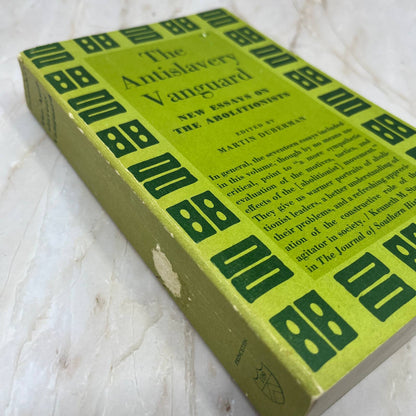 The
Antislavery
Vanguard
NEW ESSAYS ON
THE ABOLITIONISTS
EDITED BY
MARTIN DUBERMAN
In general, the seventeen essays included
in this volume, though by no means un-
critical, point to "a more sympathetic
evaluation of the motives, tactics, and
effects of the [abolitionist] movement."
They give us warmer portraits of aboli-
tionist leaders, a better understanding of
their problems, and a refreshing appreci-
ation of the constructive role of the
agitator in society. / Kenneth M.
in The Journal of Southern
PRINCETON